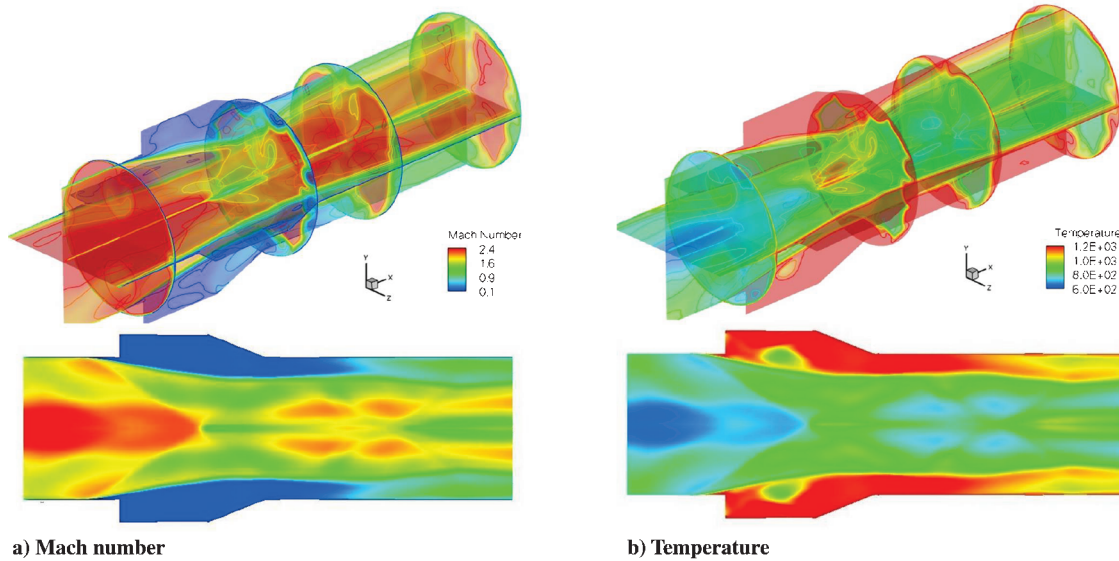 Mach Number
2.4
1.6
0.9
0.1
Y
X
Z
Temperature
1.2E+03
1.0E+03
8.0E+02
6.0E+02
Y
X
Z
a) Mach number
b) Temperature